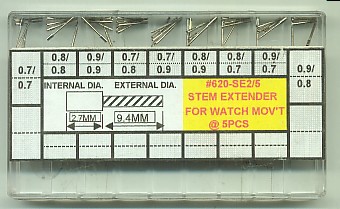 0.8/ 0.9/ 0.7/ 0.7/ 0.8/ 0.9/ 0.9/
0.8 0.9 0.7 0.9 0.9 0.8 0.7
0.7/
0.7
0.9/
0.8
INTERNAL DIA. EXTERNAL DIA.
2.7MM 9.4MM
#620-SE2/5
STEM EXTENDER
FOR WATCH MOV'T
@ 5PCS